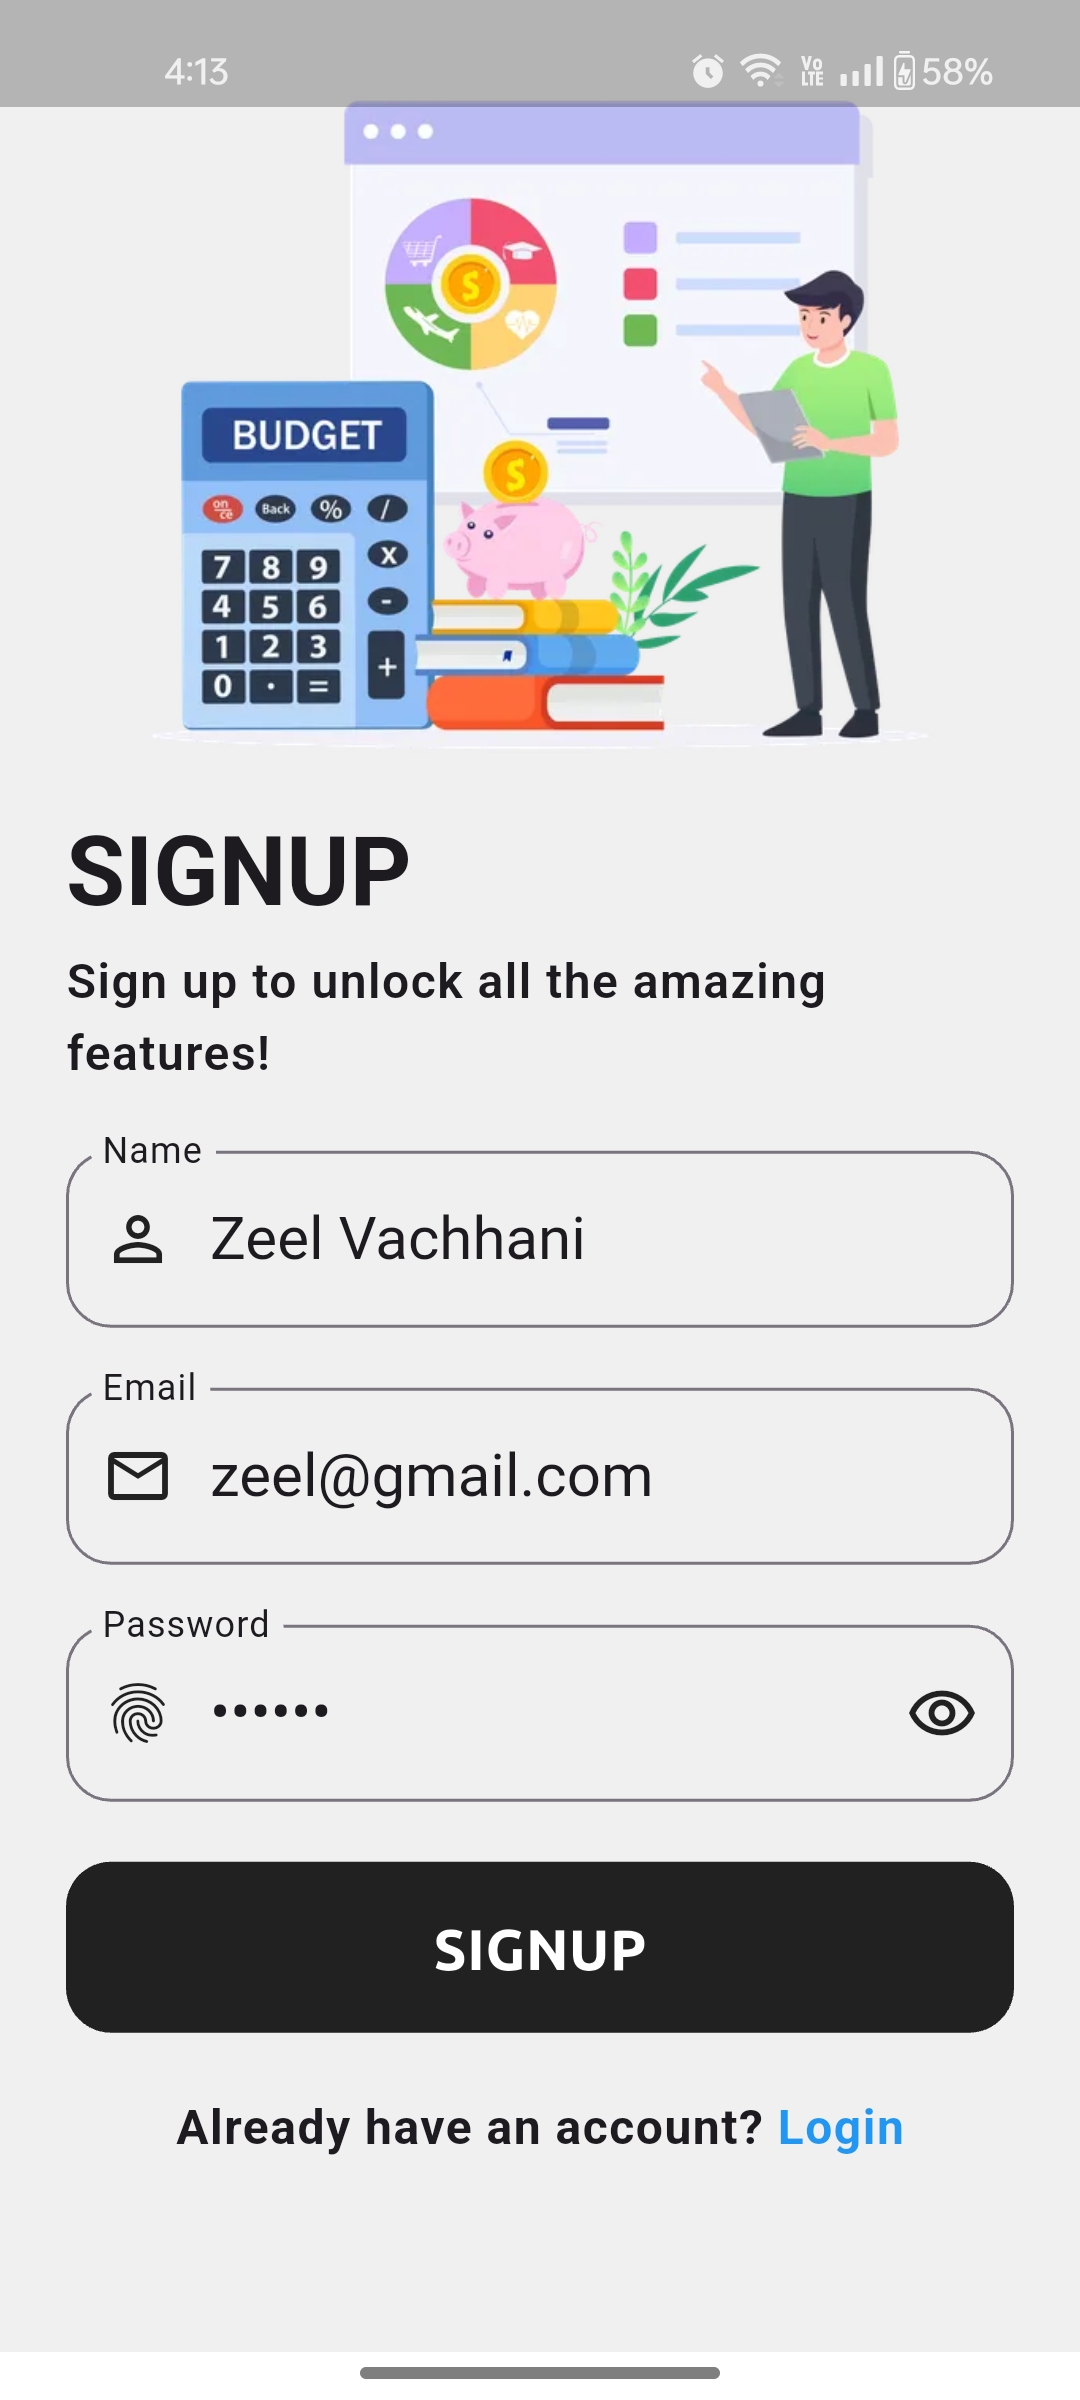 4:13
Vo
LTE
58%
BUDGET
on
ce
Back
%
/
7 8 9
X
4 5 6
-
1 2 3
+
0 . =
SIGNUP
Sign up to unlock all the amazing
features!
Name
Zeel Vachhani
Email
zeel@gmail.com
Password
••••••
SIGNUP
Already have an account? Login